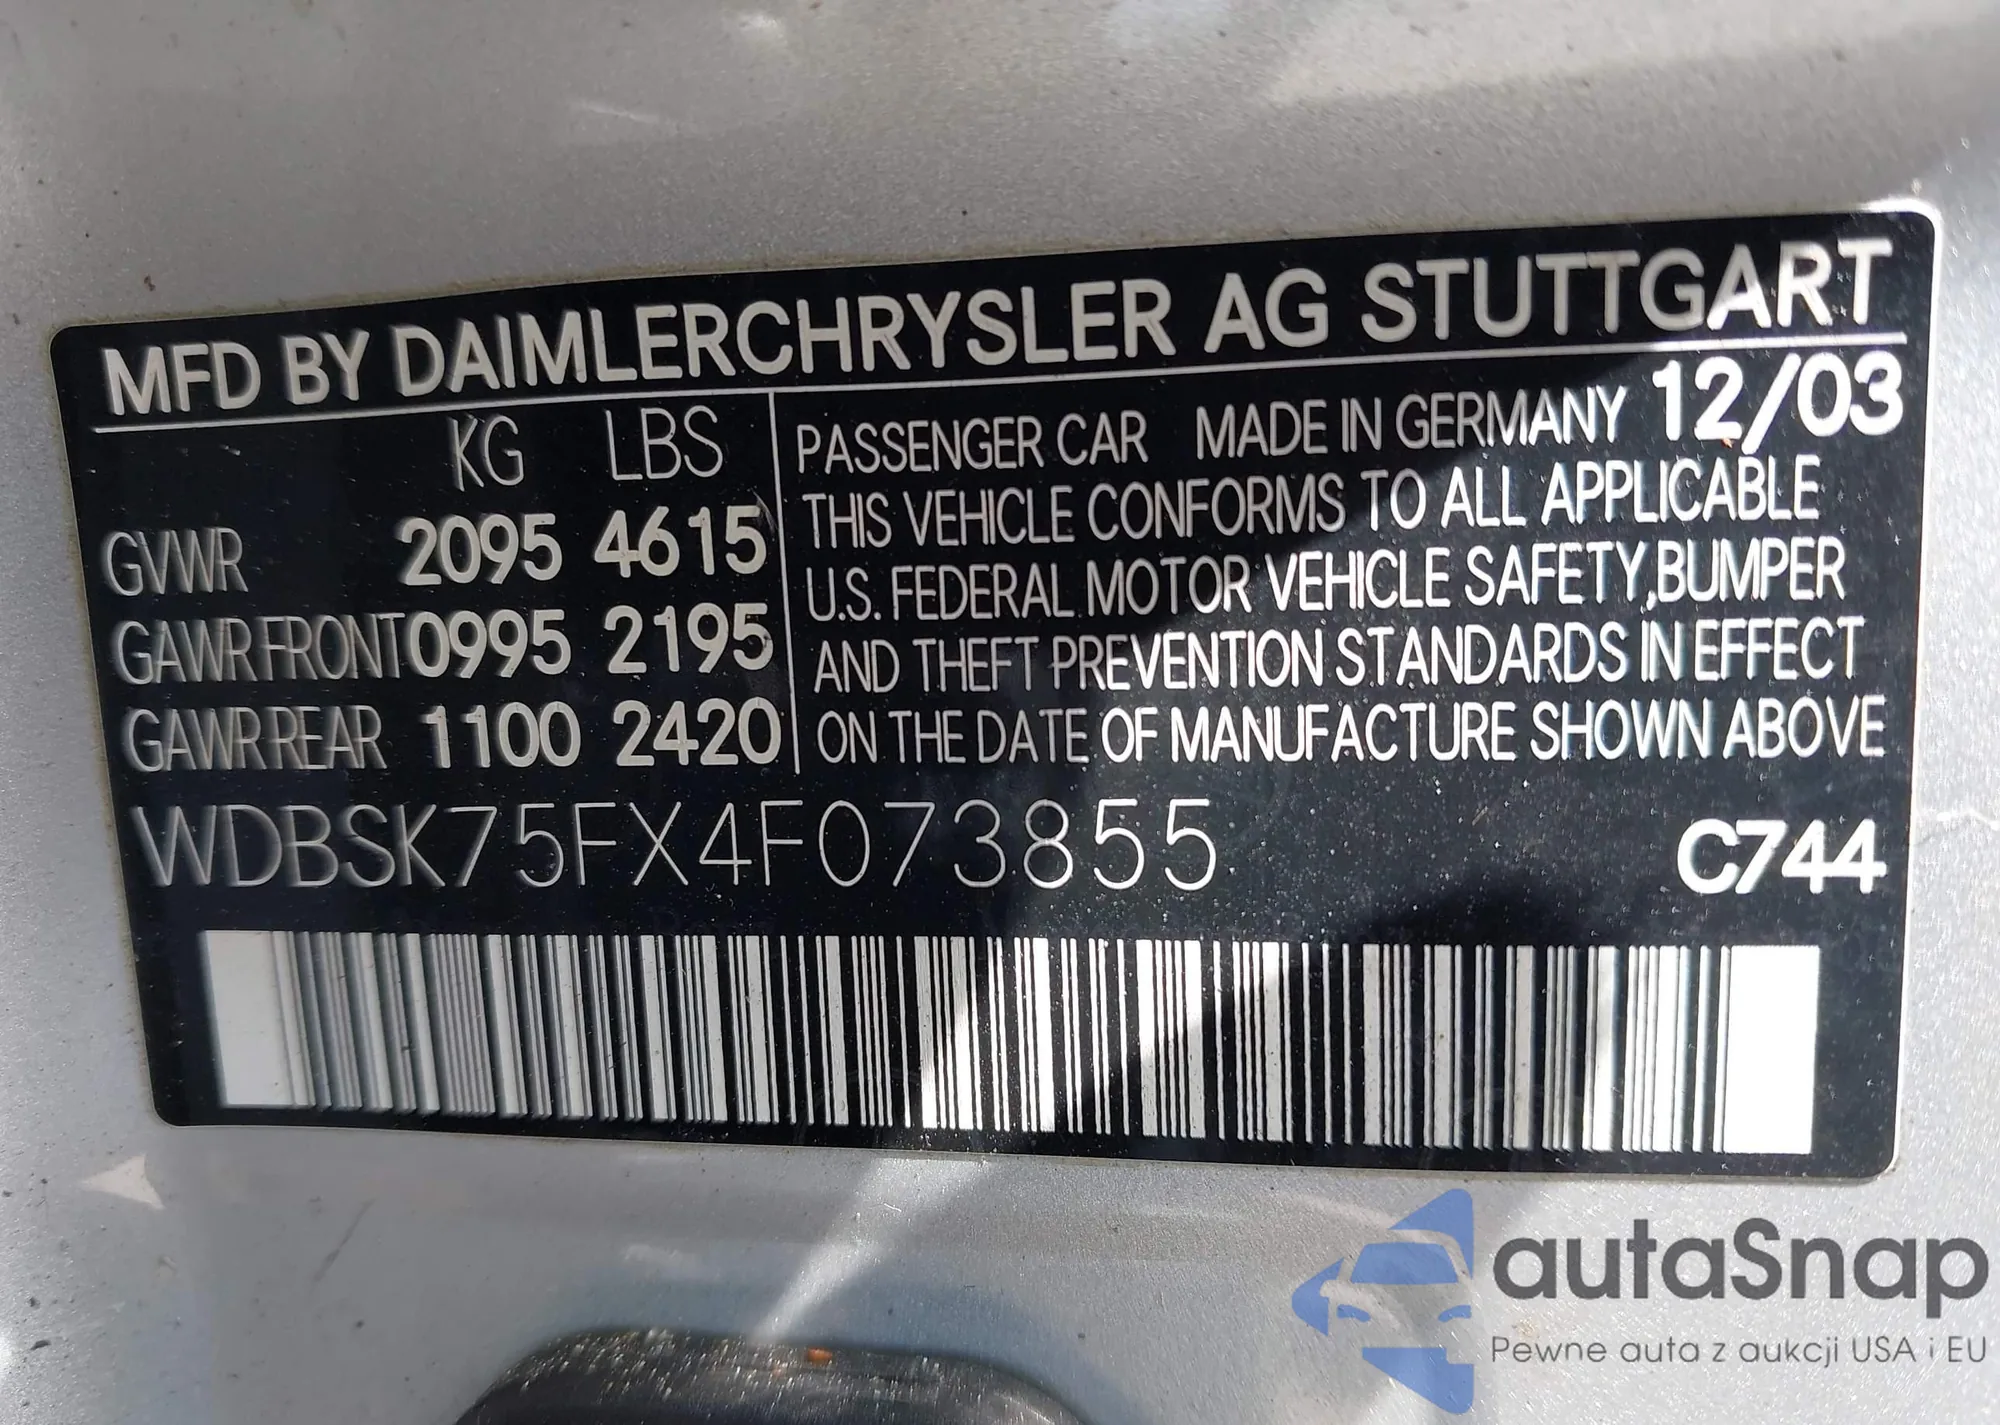 MFD BY DAIMLERCHRYSLER AG STUTTGART
KG LBS
GVWR 2095 4615
GAWR FRONT 0995 2195
GAWR REAR 1100 2420
PASSENGER CAR MADE IN GERMANY 12/03
THIS VEHICLE CONFORMS TO ALL APPLICABLE
U.S. FEDERAL MOTOR VEHICLE SAFETY,BUMPER
AND THEFT PREVENTION STANDARDS IN EFFECT
ON THE DATE OF MANUFACTURE SHOWN ABOVE
WDBSK75FX4F073855 C744
autaSnap
Pewne auta z aukcji USA i EU